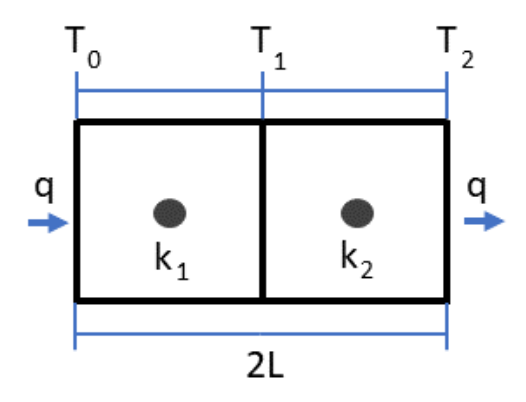 T₀ T₁ T₂
q q
k₁ k₂
2L